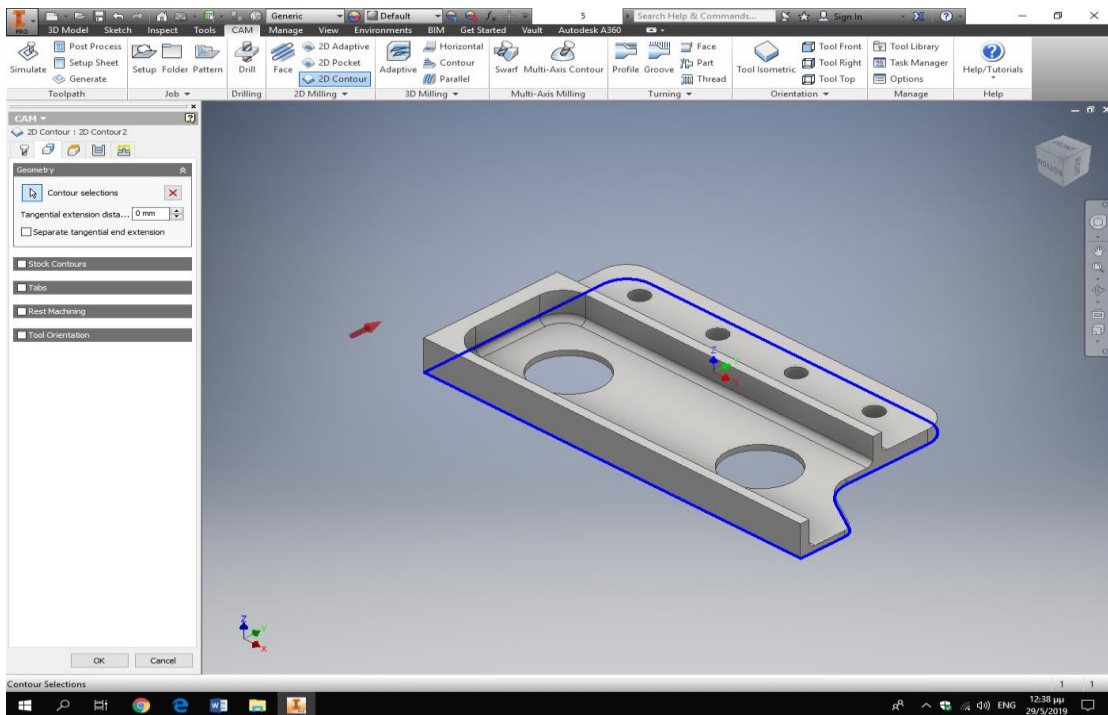 PRO
Generic
Default
5
Search Help & Commands...
Sign In
3D Model Sketch Inspect Tools CAM Manage View Environments BIM Get Started Vault Autodesk A360
Simulate
Post Process
Setup Sheet
Generate
Setup Folder Pattern
Drill
Face
2D Adaptive
2D Pocket
2D Contour
Adaptive
Horizontal
Contour
Parallel
Swarf Multi-Axis Contour
Profile Groove
Face
Part
Thread
Tool Isometric
Tool Front
Tool Right
Tool Top
Tool Library
Task Manager
Options
Help/Tutorials
Toolpath Job Drilling 2D Milling 3D Milling Multi-Axis Milling Turning Orientation Manage Help
CAM
2D Contour : 2D Contour2
Geometry
Contour selections
Tangential extension dista... 0 mm
Separate tangential end extension
Stock Contours
Tabs
Rest Machining
Tool Orientation
FRONT
BOTTOM
Z
X
Z
Y
X
OK Cancel
Contour Selections
1 1
ENG
12:38 μμ
29/5/2019